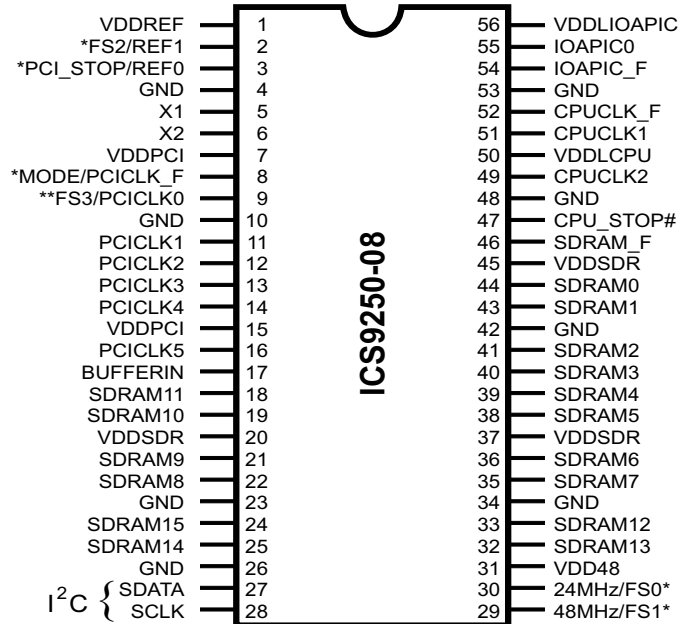 VDDREF 1 56 VDDLIOAPIC
*FS2/REF1 2 55 IOAPIC0
*PCI_STOP/REF0 3 54 IOAPIC_F
GND 4 53 GND
X1 5 52 CPUCLK_F
X2 6 51 CPUCLK1
VDDPCI 7 50 VDDLCPU
*MODE/PCICLK_F 8 49 CPUCLK2
**FS3/PCICLK0 9 48 GND
GND 10 47 CPU_STOP#
PCICLK1 11 46 SDRAM_F
PCICLK2 12 45 VDDSDR
PCICLK3 13 44 SDRAM0
PCICLK4 14 43 SDRAM1
VDDPCI 15 42 GND
PCICLK5 16 41 SDRAM2
BUFFERIN 17 40 SDRAM3
SDRAM11 18 39 SDRAM4
SDRAM10 19 38 SDRAM5
VDDSDR 20 37 VDDSDR
SDRAM9 21 36 SDRAM6
SDRAM8 22 35 SDRAM7
GND 23 34 GND
SDRAM15 24 33 SDRAM12
SDRAM14 25 32 SDRAM13
GND 26 31 VDD48
SDATA 27 30 24MHz/FS0*
I²C {
SCLK 28 29 48MHz/FS1*
ICS9250-08